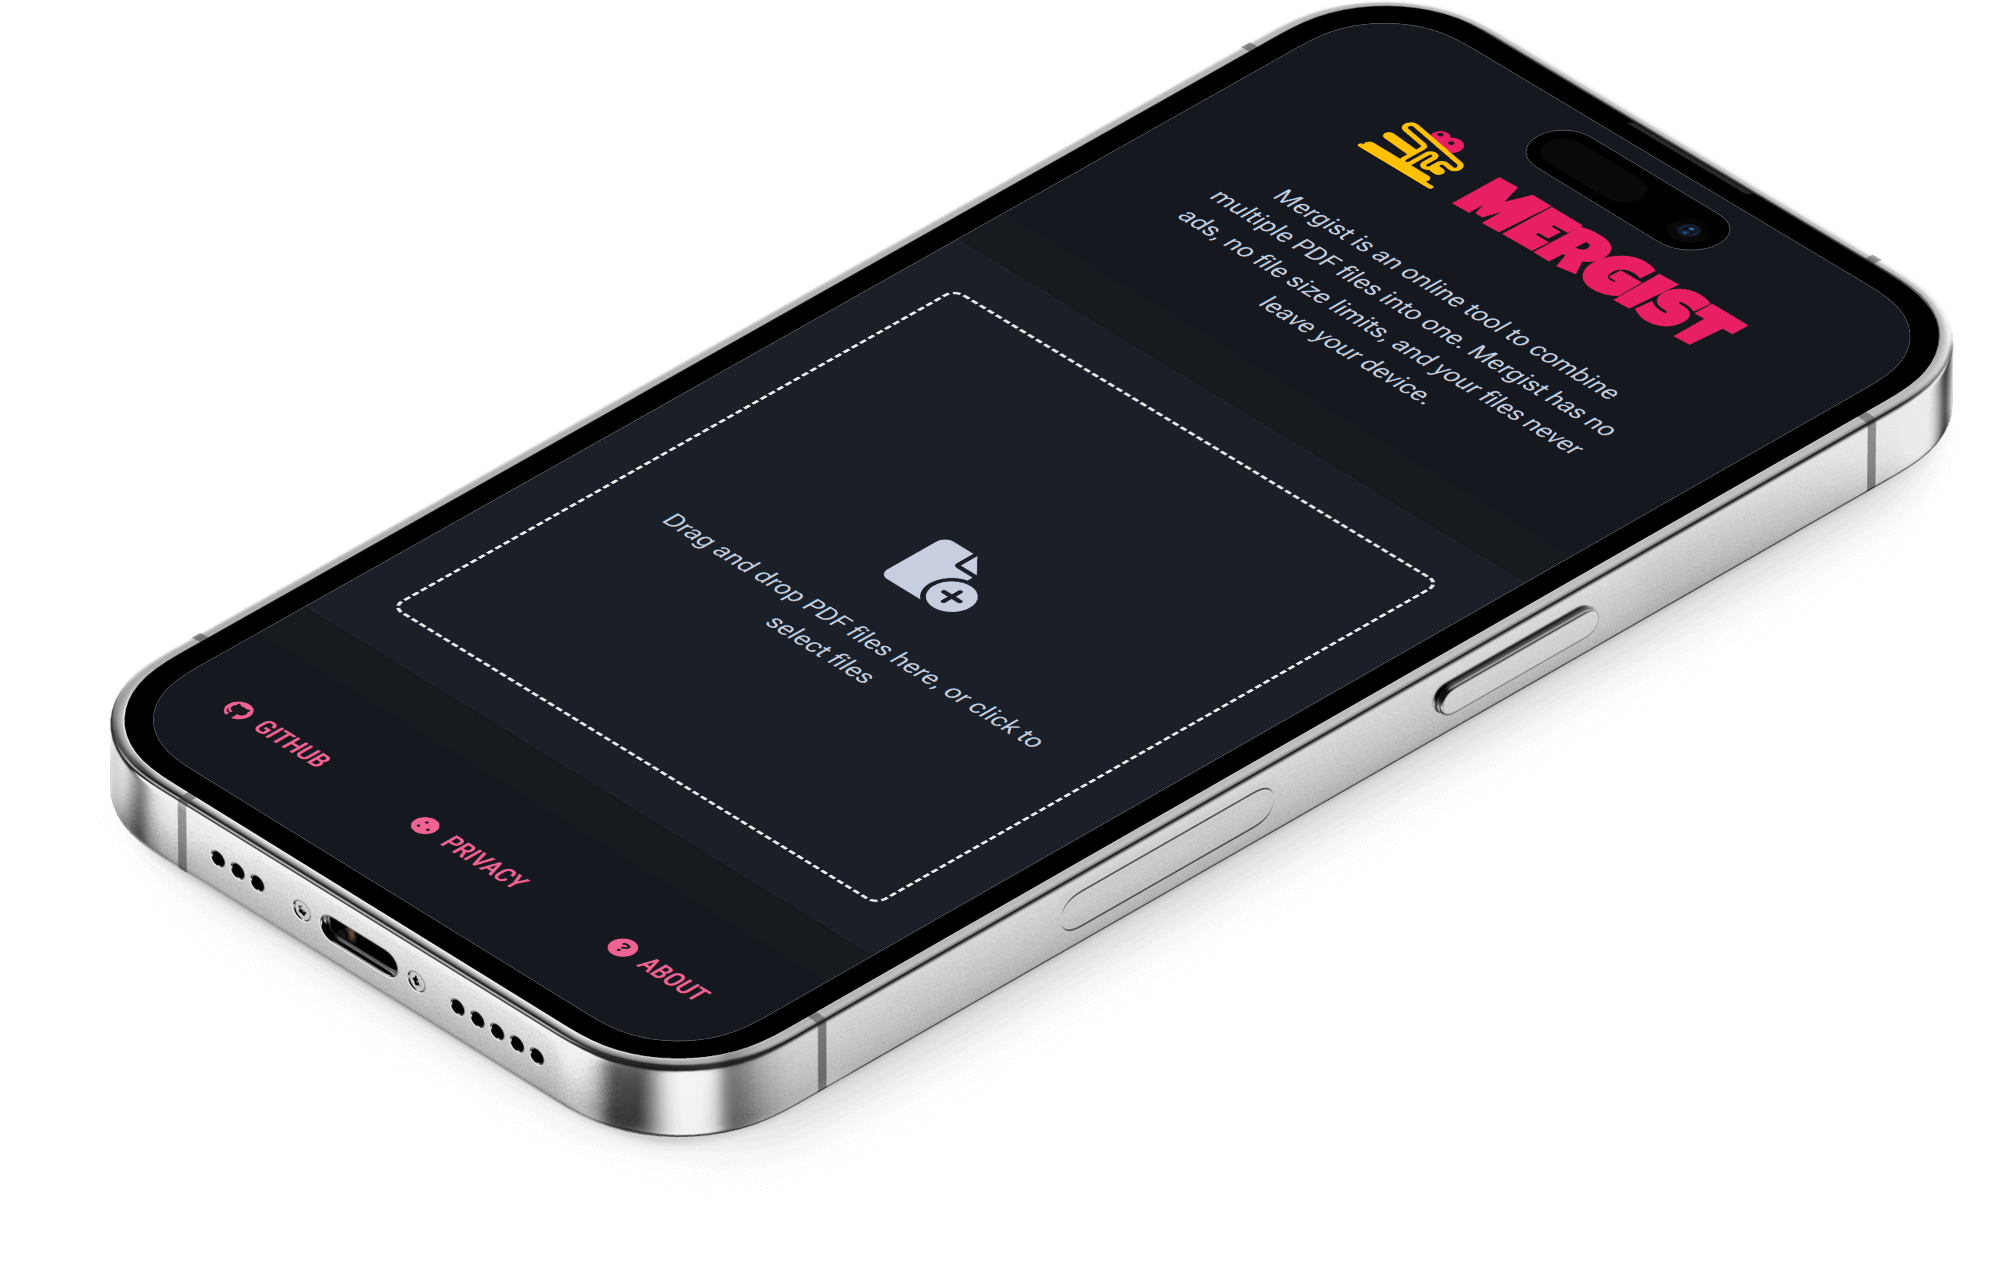 MERGIST
Mergist is an online tool to combine
multiple PDF files into one. Mergist has no
ads, no file size limits, and your files never
leave your device.
Drag and drop PDF files here, or click to
select files
GITHUB
PRIVACY
ABOUT